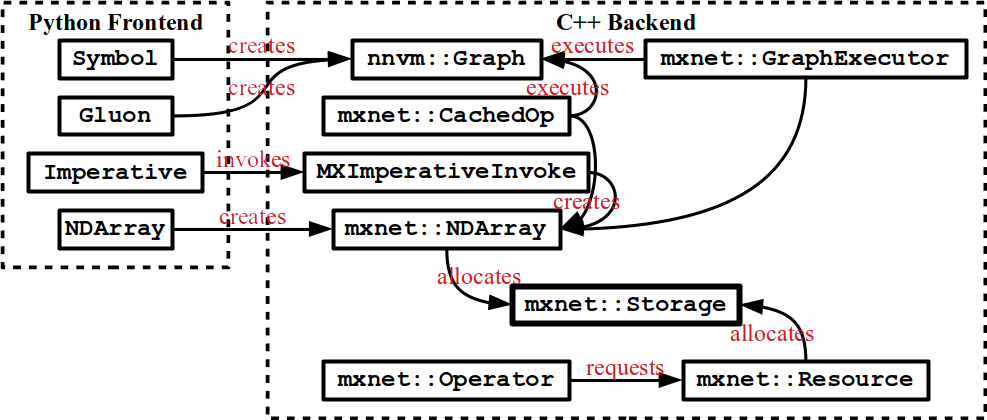 Python Frontend
C++ Backend
Symbol
creates
nnvm::Graph
executes
mxnet::GraphExecutor
creates
executes
Gluon
mxnet::CachedOp
Imperative
invokes
MXImperativeInvoke
creates
NDArray
creates
mxnet::NDArray
allocates
mxnet::Storage
allocates
mxnet::Operator
requests
mxnet::Resource